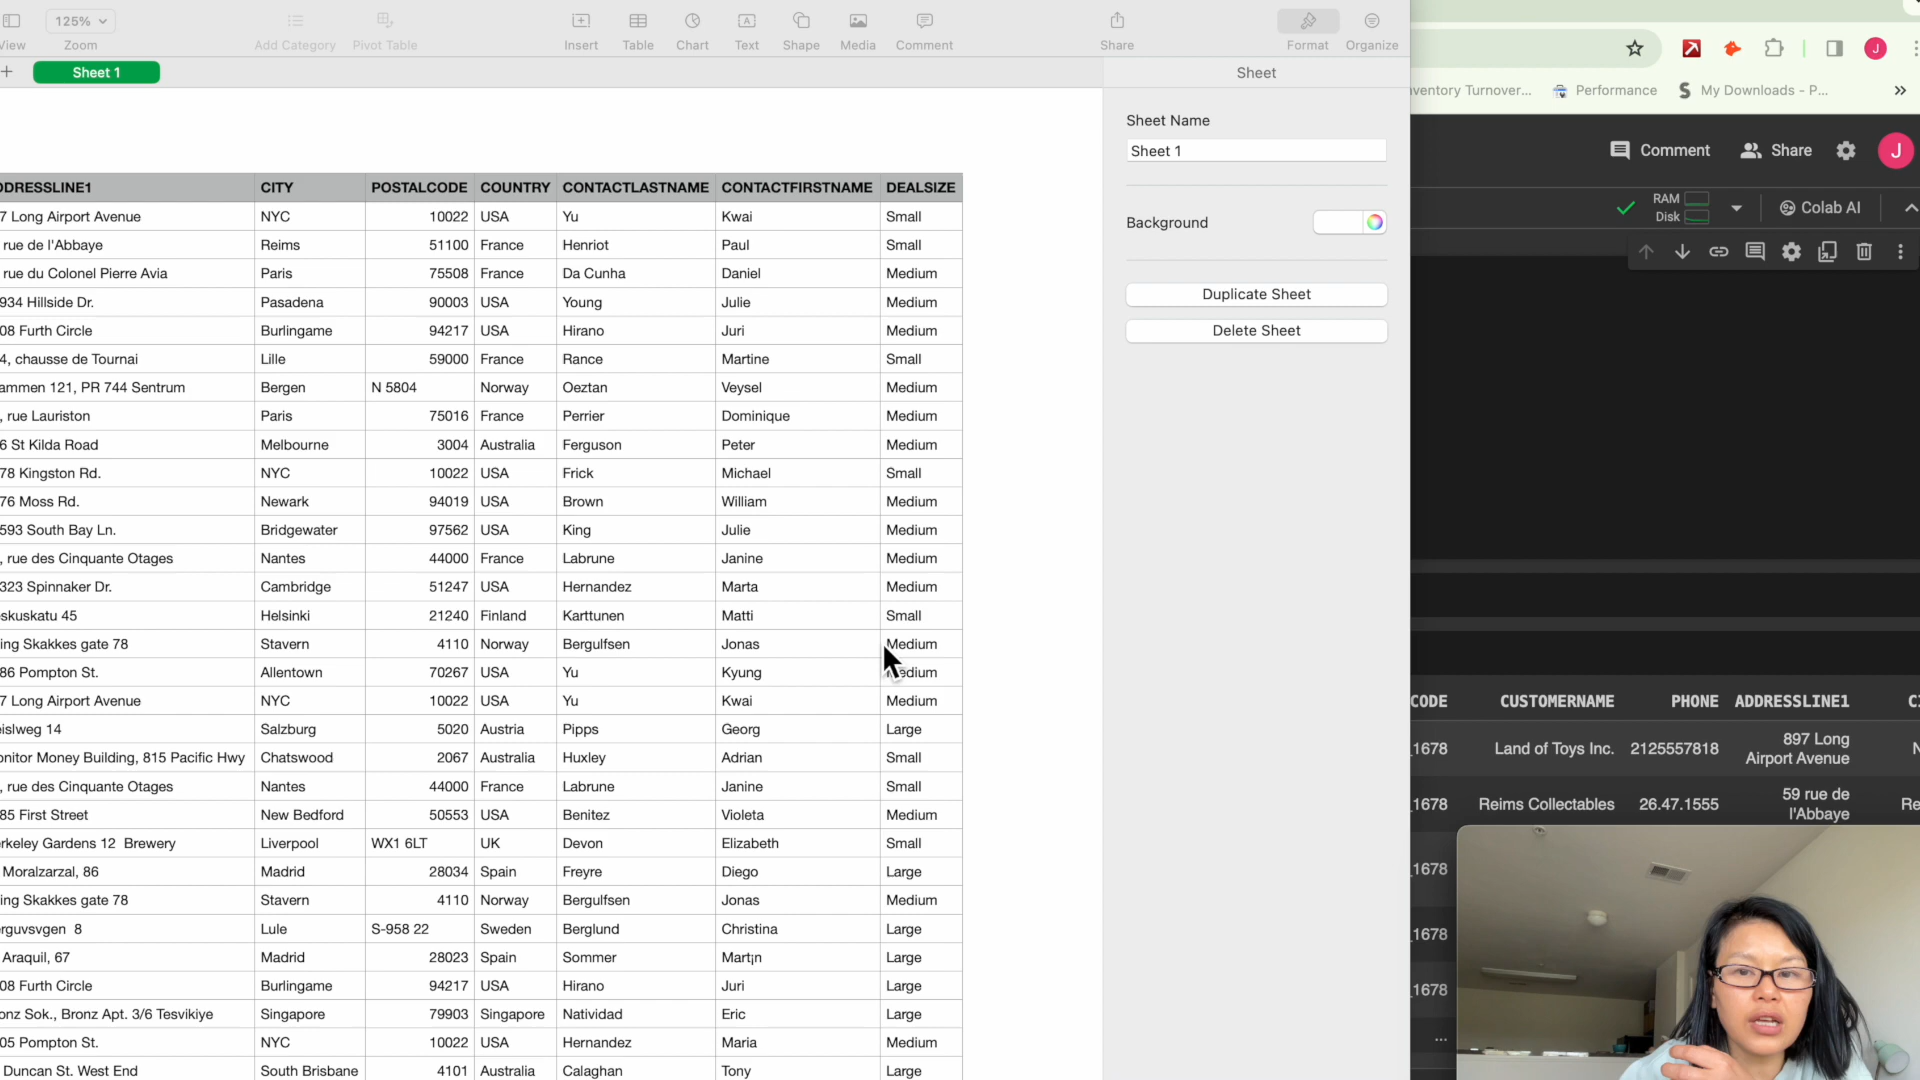 View
125%
Zoom
Add Category
Pivot Table
Insert
Table
Chart
Text
Shape
Media
Comment
Share
Format
Organize
Sheet 1
Sheet
Sheet Name
Sheet 1
Background
Duplicate Sheet
Delete Sheet
DDRESSLINE1 CITY POSTALCODE COUNTRY CONTACTLASTNAME CONTACTFIRSTNAME DEALSIZE
7 Long Airport Avenue NYC 10022 USA Yu Kwai Small
rue de l'Abbaye Reims 51100 France Henriot Paul Small
rue du Colonel Pierre Avia Paris 75508 France Da Cunha Daniel Medium
934 Hillside Dr. Pasadena 90003 USA Young Julie Medium
08 Furth Circle Burlingame 94217 USA Hirano Juri Medium
4, chausse de Tournai Lille 59000 France Rance Martine Small
ammen 121, PR 744 Sentrum Bergen N 5804 Norway Oeztan Veysel Medium
, rue Lauriston Paris 75016 France Perrier Dominique Medium
6 St Kilda Road Melbourne 3004 Australia Ferguson Peter Medium
78 Kingston Rd. NYC 10022 USA Frick Michael Small
76 Moss Rd. Newark 94019 USA Brown William Medium
593 South Bay Ln. Bridgewater 97562 USA King Julie Medium
, rue des Cinquante Otages Nantes 44000 France Labrune Janine Medium
323 Spinnaker Dr. Cambridge 51247 USA Hernandez Marta Medium
skuskatu 45 Helsinki 21240 Finland Karttunen Matti Small
ing Skakkes gate 78 Stavern 4110 Norway Bergulfsen Jonas Medium
86 Pompton St. Allentown 70267 USA Yu Kyung Medium
7 Long Airport Avenue NYC 10022 USA Yu Kwai Medium
eislweg 14 Salzburg 5020 Austria Pipps Georg Large
onitor Money Building, 815 Pacific Hwy Chatswood 2067 Australia Huxley Adrian Small
, rue des Cinquante Otages Nantes 44000 France Labrune Janine Small
85 First Street New Bedford 50553 USA Benitez Violeta Medium
rkeley Gardens 12  Brewery Liverpool WX1 6LT UK Devon Elizabeth Small
Moralzarzal, 86 Madrid 28034 Spain Freyre Diego Large
ing Skakkes gate 78 Stavern 4110 Norway Bergulfsen Jonas Medium
erguvsvgen  8 Lule S-958 22 Sweden Berglund Christina Large
Araquil, 67 Madrid 28023 Spain Sommer Mart¡n Large
08 Furth Circle Burlingame 94217 USA Hirano Juri Large
onz Sok., Bronz Apt. 3/6 Tesvikiye Singapore 79903 Singapore Natividad Eric Large
05 Pompton St. NYC 10022 USA Hernandez Maria Medium
Duncan St. West End South Brisbane 4101 Australia Calaghan Tony Large
J
ventory Turnover...
Performance
My Downloads - P...
»
Comment
Share
J
RAM
Disk
Colab AI
CODE CUSTOMERNAME PHONE ADDRESSLINE1 CI
_1678 Land of Toys Inc. 2125557818 897 Long
Airport Avenue N
_1678 Reims Collectables 26.47.1555 59 rue de
l'Abbaye Re
_1678
_1678
_1678
...